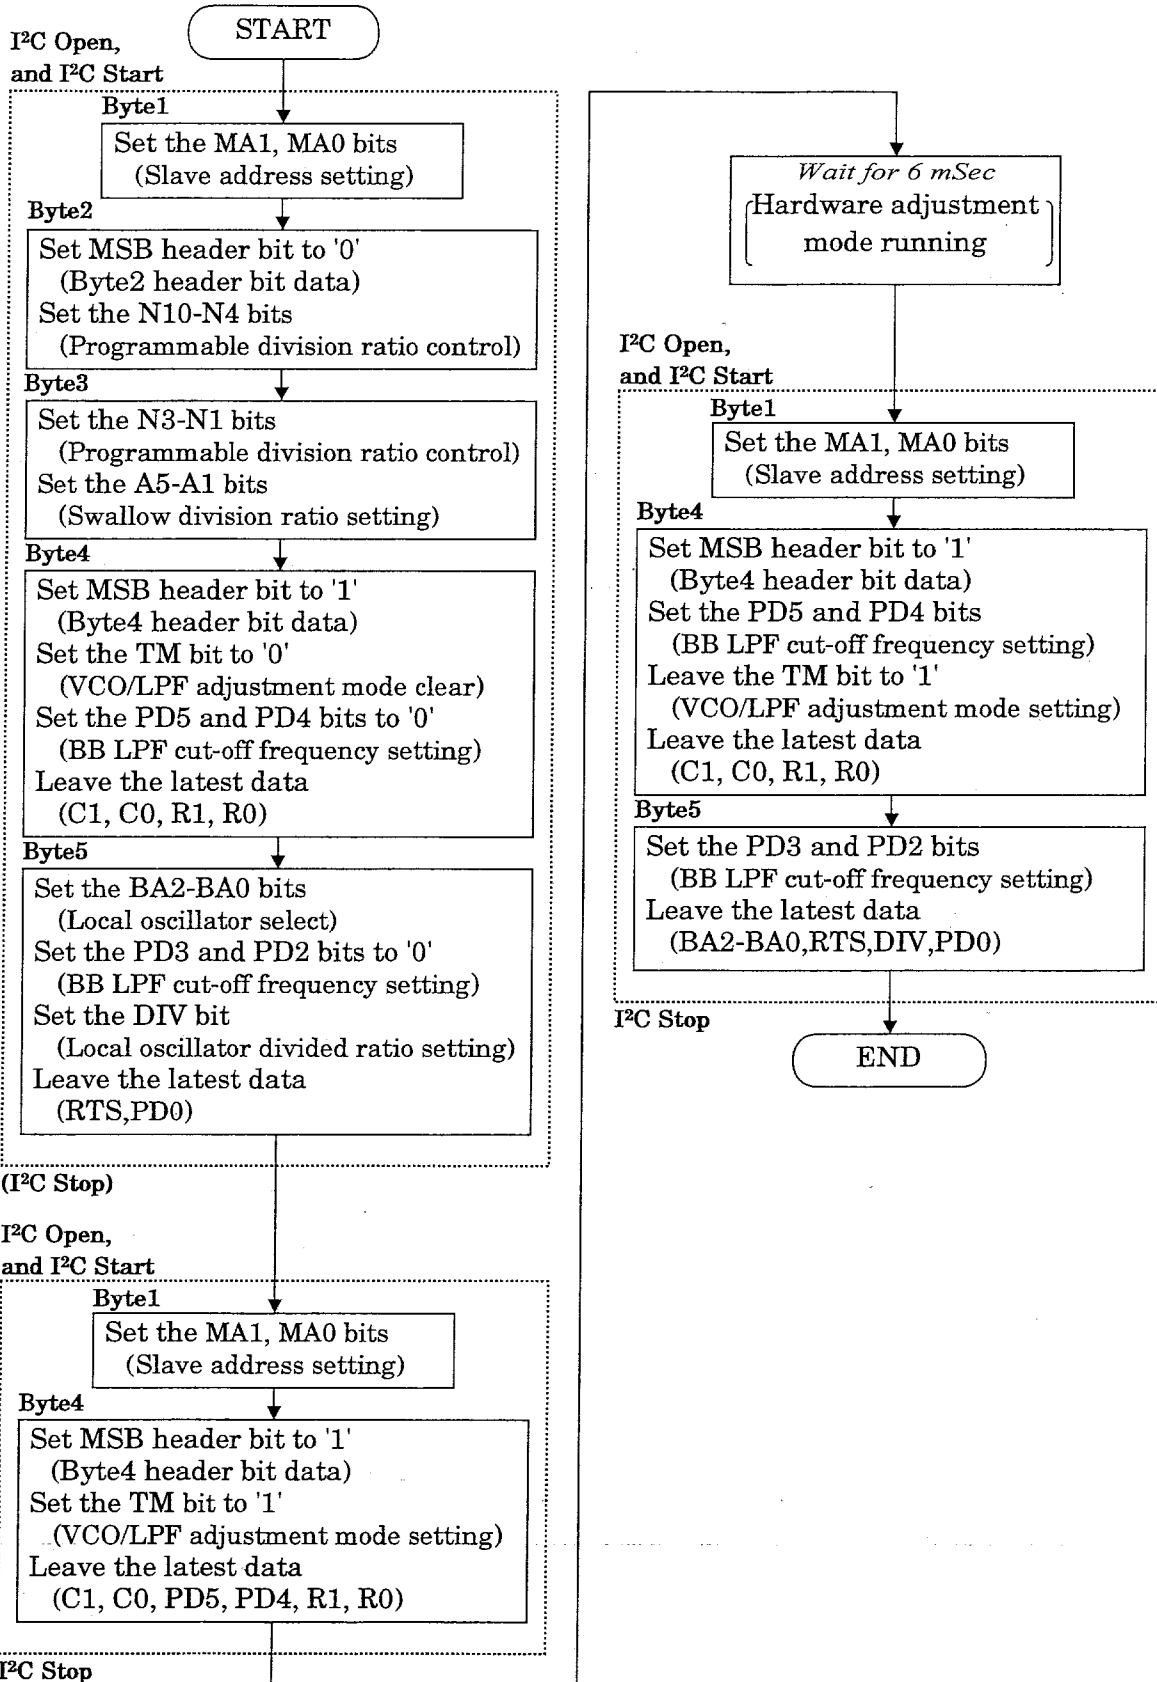 START
I²C Open,
and I²C Start
Byte1
Set the MA1, MA0 bits
(Slave address setting)
Byte2
Set MSB header bit to '0'
(Byte2 header bit data)
Set the N10-N4 bits
(Programmable division ratio control)
Byte3
Set the N3-N1 bits
(Programmable division ratio control)
Set the A5-A1 bits
(Swallow division ratio setting)
Byte4
Set MSB header bit to '1'
(Byte4 header bit data)
Set the TM bit to '0'
(VCO/LPF adjustment mode clear)
Set the PD5 and PD4 bits to '0'
(BB LPF cut-off frequency setting)
Leave the latest data
(C1, C0, R1, R0)
Byte5
Set the BA2-BA0 bits
(Local oscillator select)
Set the PD3 and PD2 bits to '0'
(BB LPF cut-off frequency setting)
Set the DIV bit
(Local oscillator divided ratio setting)
Leave the latest data
(RTS,PD0)
(I²C Stop)
I²C Open,
and I²C Start
Byte1
Set the MA1, MA0 bits
(Slave address setting)
Byte4
Set MSB header bit to '1'
(Byte4 header bit data)
Set the TM bit to '1'
(VCO/LPF adjustment mode setting)
Leave the latest data
(C1, C0, PD5, PD4, R1, R0)
I²C Stop
Wait for 6 mSec
Hardware adjustment
mode running
I²C Open,
and I²C Start
Byte1
Set the MA1, MA0 bits
(Slave address setting)
Byte4
Set MSB header bit to '1'
(Byte4 header bit data)
Set the PD5 and PD4 bits
(BB LPF cut-off frequency setting)
Leave the TM bit to '1'
(VCO/LPF adjustment mode setting)
Leave the latest data
(C1, C0, R1, R0)
Byte5
Set the PD3 and PD2 bits
(BB LPF cut-off frequency setting)
Leave the latest data
(BA2-BA0,RTS,DIV,PD0)
I²C Stop
END